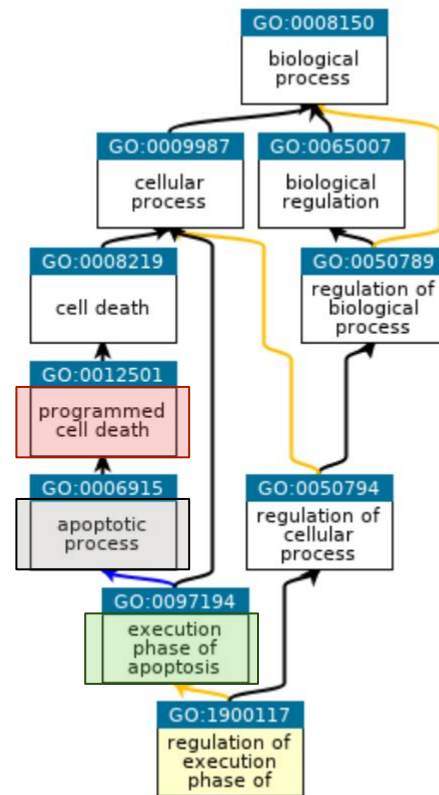 GO:0008150
biological
process
GO:0009987
cellular
process
GO:0065007
biological
regulation
GO:0008219
cell death
GO:0050789
regulation of
biological
process
GO:0012501
programmed
cell death
GO:0006915
apoptotic
process
GO:0050794
regulation of
cellular
process
GO:0097194
execution
phase of
apoptosis
GO:1900117
regulation of
execution
phase of